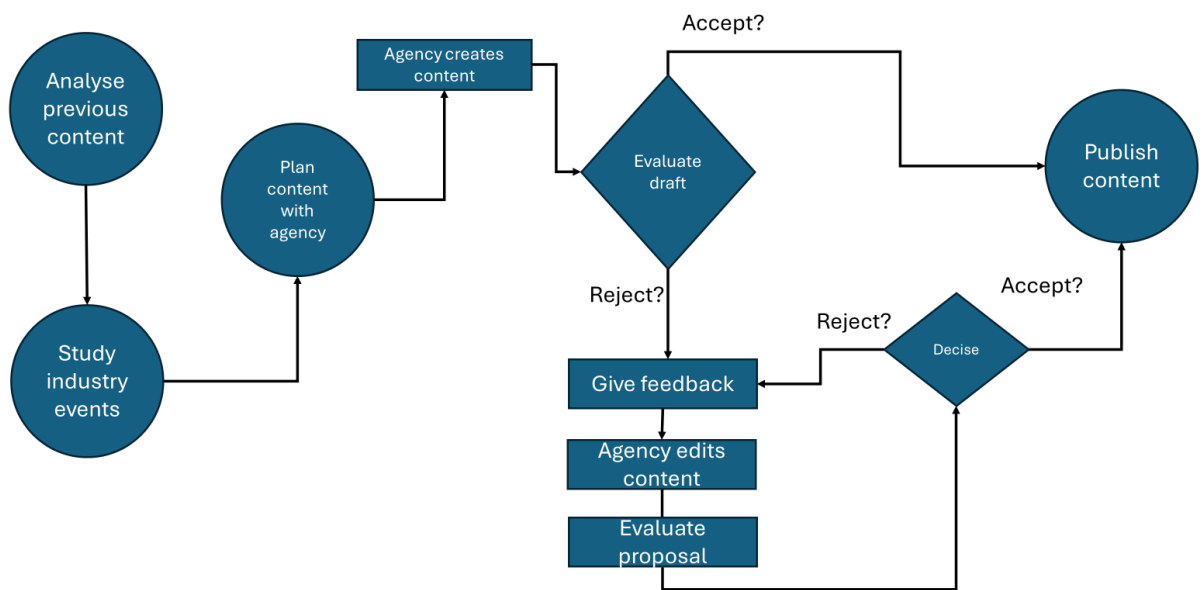 Analyse
previous
content
Study
industry
events
Plan
content
with
agency
Agency creates
content
Evaluate
draft
Accept?
Publish
content
Reject?
Give feedback
Agency edits
content
Evaluate
proposal
Reject?
Decise
Accept?